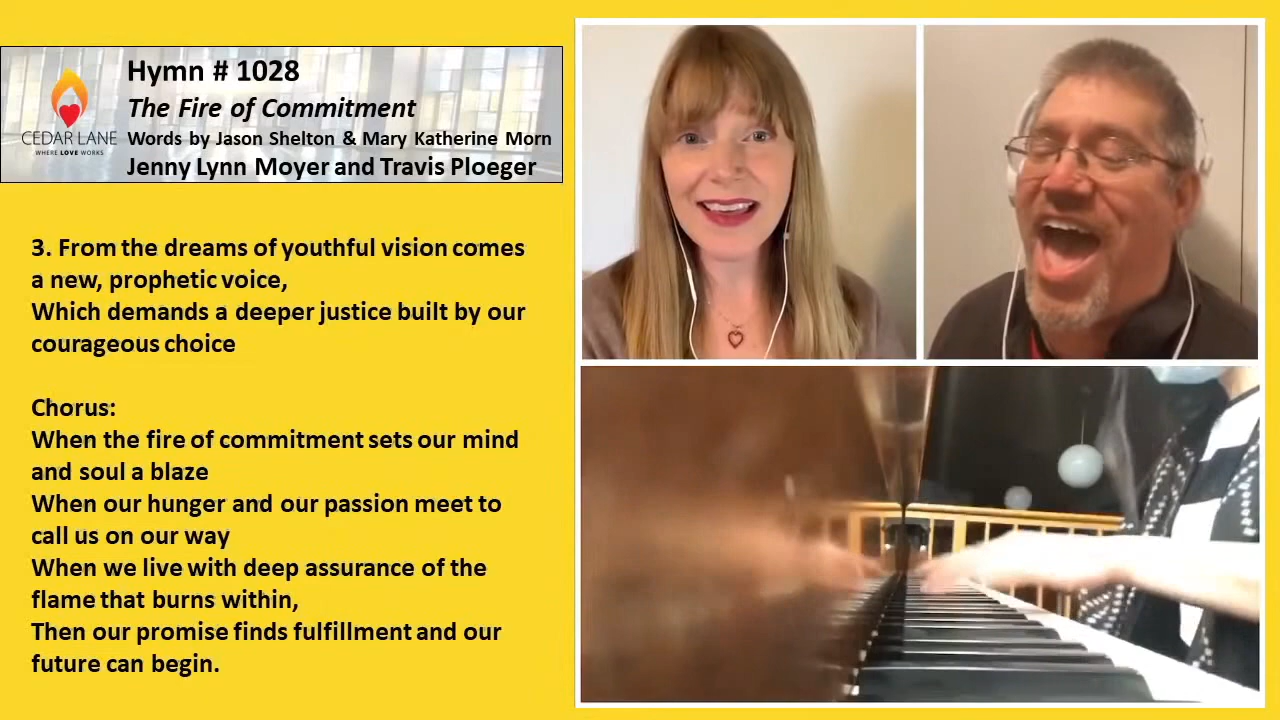 Hymn # 1028
The Fire of Commitment
Words by Jason Shelton & Mary Katherine Morn
Jenny Lynn Moyer and Travis Ploeger
CEDAR LANE
WHERE LOVE WORKS
3. From the dreams of youthful vision comes
a new, prophetic voice,
Which demands a deeper justice built by our
courageous choice
Chorus:
When the fire of commitment sets our mind
and soul a blaze
When our hunger and our passion meet to
call us on our way
When we live with deep assurance of the
flame that burns within,
Then our promise finds fulfillment and our
future can begin.